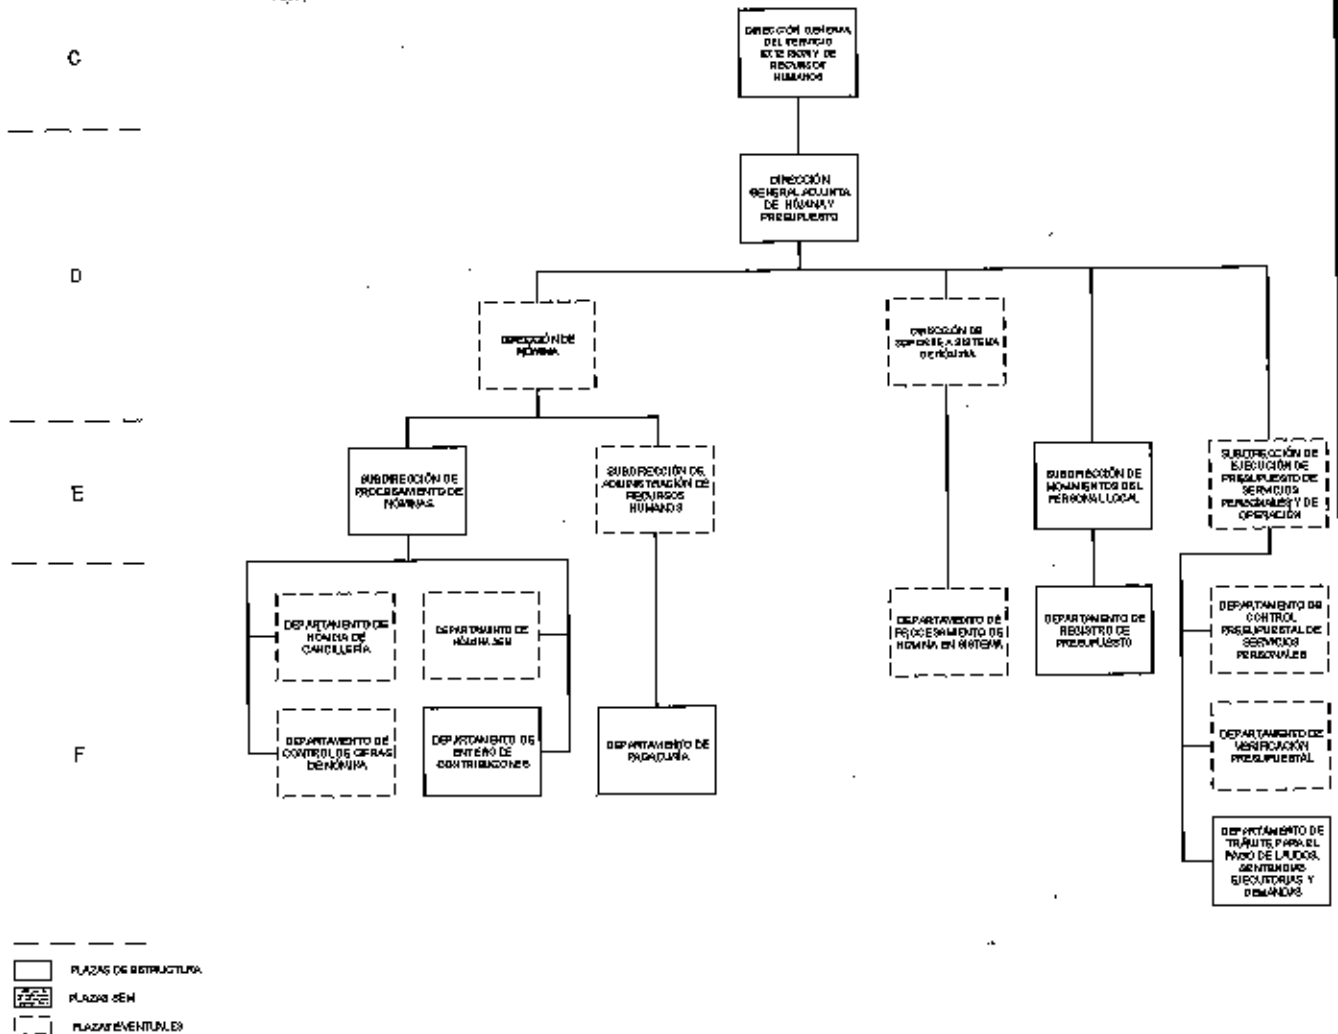 C
DIRECCIÓN GENERAL
DEL SERVICIO
EXTERIOR Y DE
RECURSOS
HUMANOS
DIRECCIÓN
GENERAL ADJUNTA
DE NÓMINA Y
PRESUPUESTO
D
DIRECCIÓN DE
NÓMINA
DIRECCIÓN DE
SOPORTE A SISTEMA
DE NÓMINA
E
SUBDIRECCIÓN DE
PROCESAMIENTO DE
NÓMINAS
SUBDIRECCIÓN DE
ADMINISTRACIÓN DE
RECURSOS
HUMANOS
SUBDIRECCIÓN DE
MOVIMIENTOS DEL
PERSONAL LOCAL
SUBDIRECCIÓN DE
EJECUCIÓN DE
PRESUPUESTO DE
SERVICIOS
PERSONALES Y DE
OPERACIÓN
F
DEPARTAMENTO DE
NÓMINA DE
CANCILLERÍA
DEPARTAMENTO DE
NÓMINA SEM
DEPARTAMENTO DE
PROCESAMIENTO DE
NÓMINA EN SISTEMA
DEPARTAMENTO DE
REGISTRO DE
PRESUPUESTO
DEPARTAMENTO DE
CONTROL
PRESUPUESTAL DE
SERVICIOS
PERSONALES
DEPARTAMENTO DE
CONTROL DE CIFRAS
DE NÓMINA
DEPARTAMENTO DE
ENTERO DE
CONTRIBUCIONES
DEPARTAMENTO DE
PAGADURÍA
DEPARTAMENTO DE
VERIFICACIÓN
PRESUPUESTAL
DEPARTAMENTO DE
TRÁMITE PARA EL
PAGO DE LAUDOS,
SENTENCIAS
EJECUTORIAS Y
DEMANDAS
PLAZAS DE ESTRUCTURA
PLAZAS SEM
PLAZAS EVENTUALES